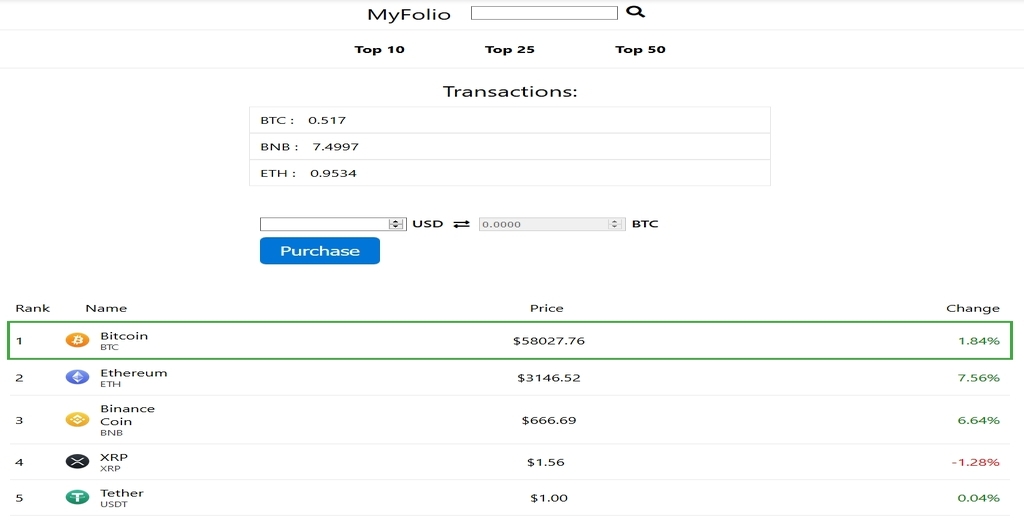 MyFolio
Top 10 Top 25 Top 50
Transactions:
BTC : 0.517
BNB : 7.4997
ETH : 0.9534
USD 0.0000 BTC
Purchase
Rank Name Price Change
1 Bitcoin $58027.76 1.84%
BTC
2 Ethereum $3146.52 7.56%
ETH
3 Binance Coin $666.69 6.64%
BNB
4 XRP $1.56 -1.28%
XRP
5 Tether $1.00 0.04%
USDT